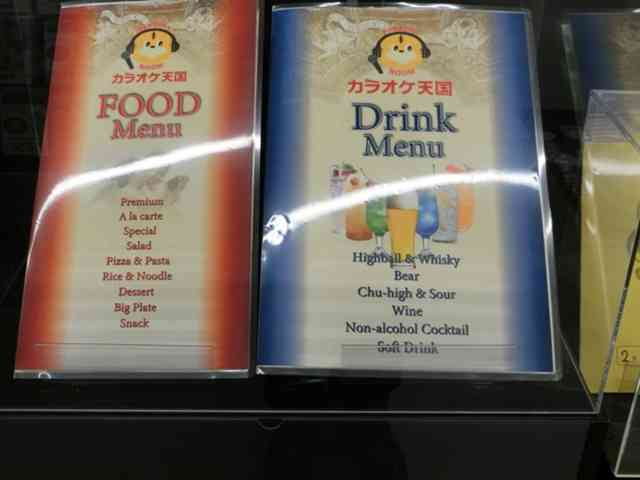 カラオケ天国
FOOD
Menu
Premium
A la carte
Special
Salad
Pizza & Pasta
Rice & Noodle
Dessert
Big Plate
Snack
カラオケ天国
Drink
Menu
Highball & Whisky
Bear
Chu-high & Sour
Wine
Non-alcohol Cocktail
Soft Drink